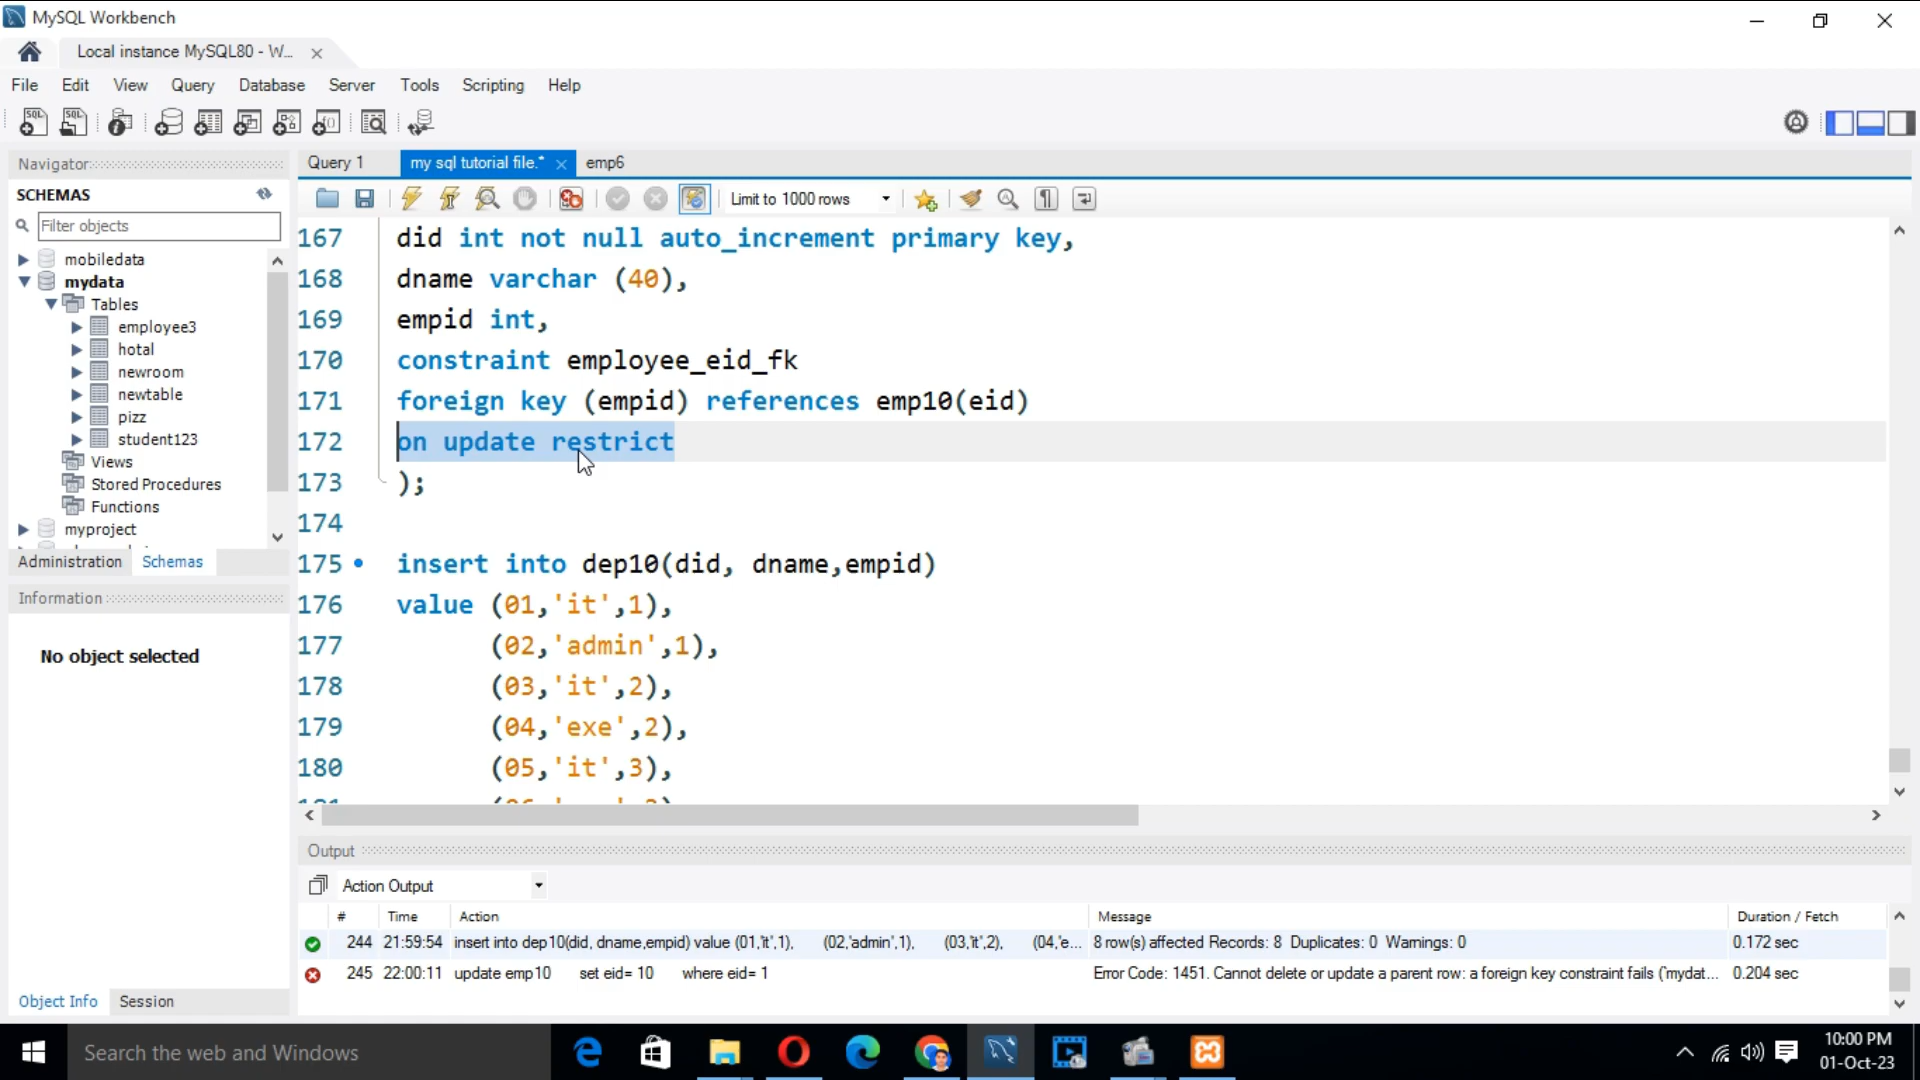 MySQL Workbench
Local instance MySQL80 - W...
File Edit View Query Database Server Tools Scripting Help
Navigator
SCHEMAS
Filter objects
mobiledata
mydata
Tables
employee3
hotal
newroom
newtable
pizz
student123
Views
Stored Procedures
Functions
myproject
Administration Schemas
Information
No object selected
Object Info Session
Query 1 my sql tutorial file.* emp6
Limit to 1000 rows
167 did int not null auto_increment primary key,
168 dname varchar (40),
169 empid int,
170 constraint employee_eid_fk
171 foreign key (empid) references emp10(eid)
172 on update restrict
173 );
174
175 insert into dep10(did, dname,empid)
176 value (01,'it',1),
177 (02,'admin',1),
178 (03,'it',2),
179 (04,'exe',2),
180 (05,'it',3),
Output
Action Output
# Time Action Message Duration / Fetch
244 21:59:54 insert into dep10(did, dname,empid) value (01,'it',1), (02,'admin',1), (03,'it',2), (04,'e... 8 row(s) affected Records: 8 Duplicates: 0 Warnings: 0 0.172 sec
245 22:00:11 update emp10 set eid= 10 where eid= 1 Error Code: 1451. Cannot delete or update a parent row: a foreign key constraint fails (`mydat... 0.204 sec
Search the web and Windows
10:00 PM
01-Oct-23